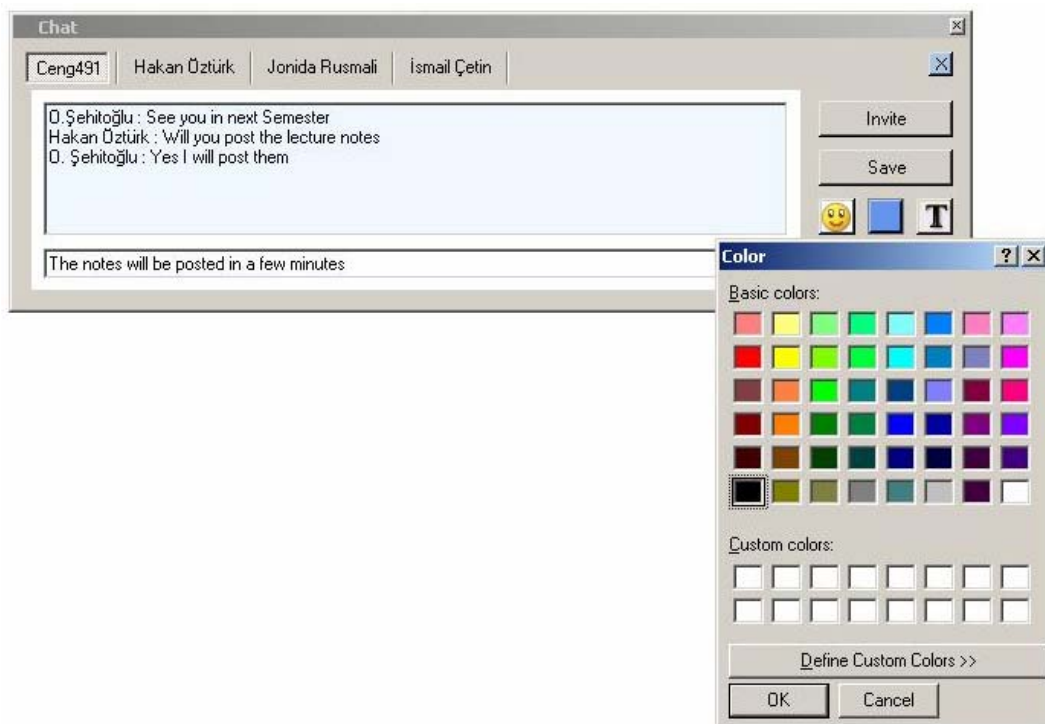 Chat
Ceng491 Hakan Öztürk Jonida Rusmali İsmail Çetin
O.Şehitoğlu : See you in next Semester
Hakan Öztürk : Will you post the lecture notes
O. Şehitoğlu : Yes I will post them
Invite
Save
T
The notes will be posted in a few minutes
Color
Basic colors:
Custom colors:
Define Custom Colors >>
OK Cancel